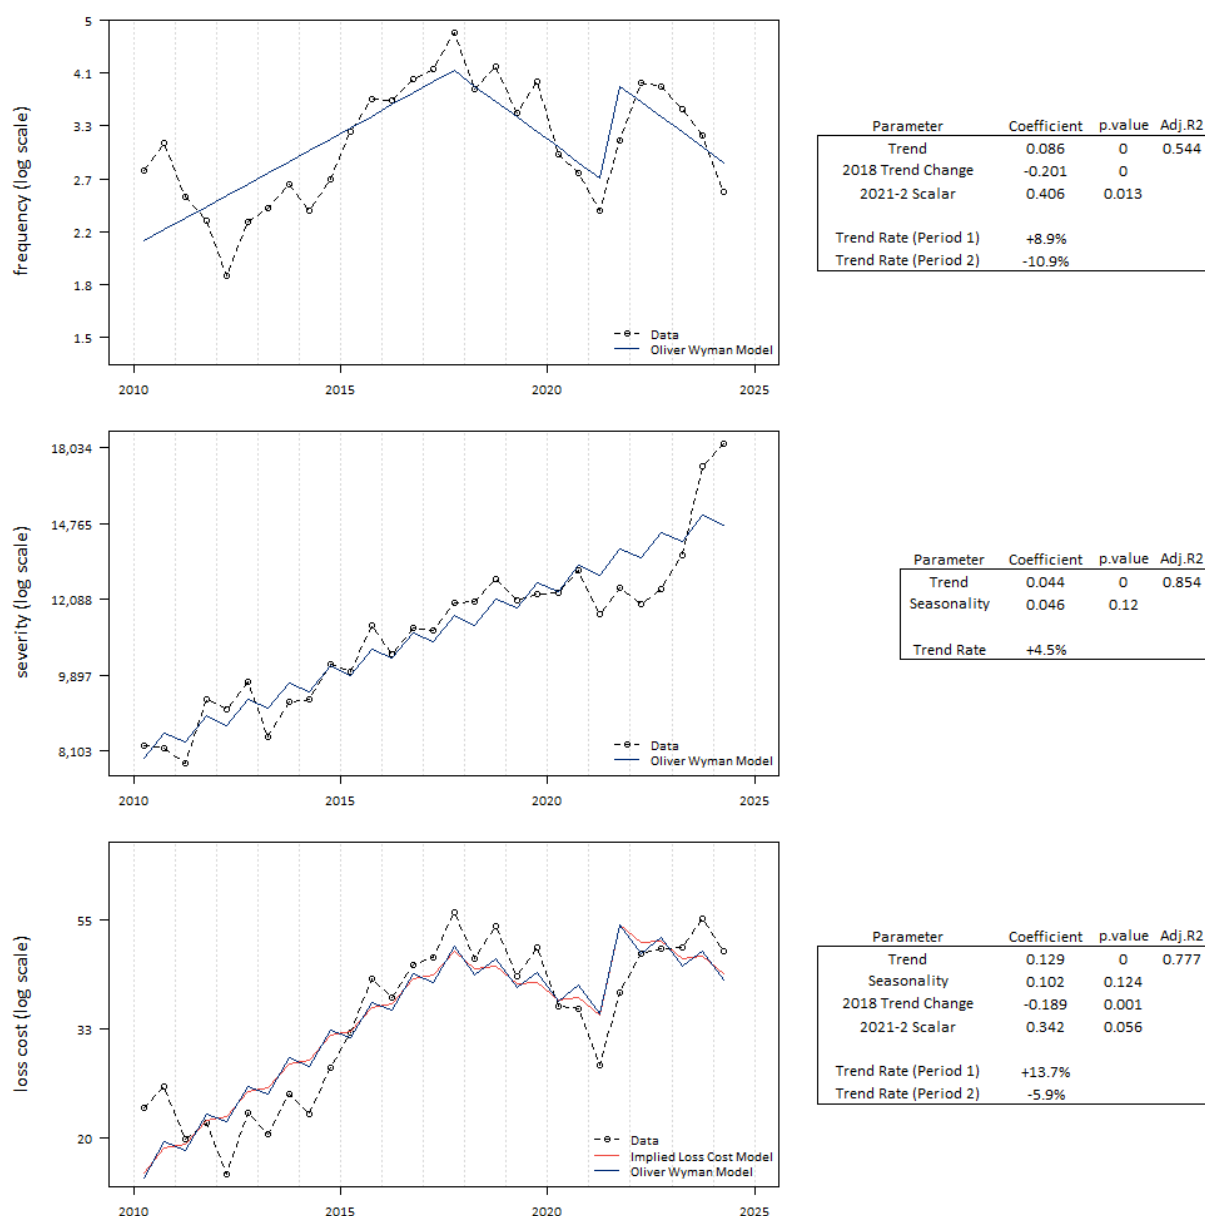 frequency (log scale)
5
4.1
3.3
2.7
2.2
1.8
1.5
Data
Oliver Wyman Model
2010 2015 2020 2025
Parameter Coefficient p.value Adj.R2
Trend 0.086 0 0.544
2018 Trend Change -0.201 0
2021-2 Scalar 0.406 0.013
Trend Rate (Period 1) +8.9%
Trend Rate (Period 2) -10.9%
severity (log scale)
18,034
14,765
12,088
9,897
8,103
Data
Oliver Wyman Model
2010 2015 2020 2025
Parameter Coefficient p.value Adj.R2
Trend 0.044 0 0.854
Seasonality 0.046 0.12
Trend Rate +4.5%
loss cost (log scale)
55
33
20
Data
Implied Loss Cost Model
Oliver Wyman Model
2010 2015 2020 2025
Parameter Coefficient p.value Adj.R2
Trend 0.129 0 0.777
Seasonality 0.102 0.124
2018 Trend Change -0.189 0.001
2021-2 Scalar 0.342 0.056
Trend Rate (Period 1) +13.7%
Trend Rate (Period 2) -5.9%